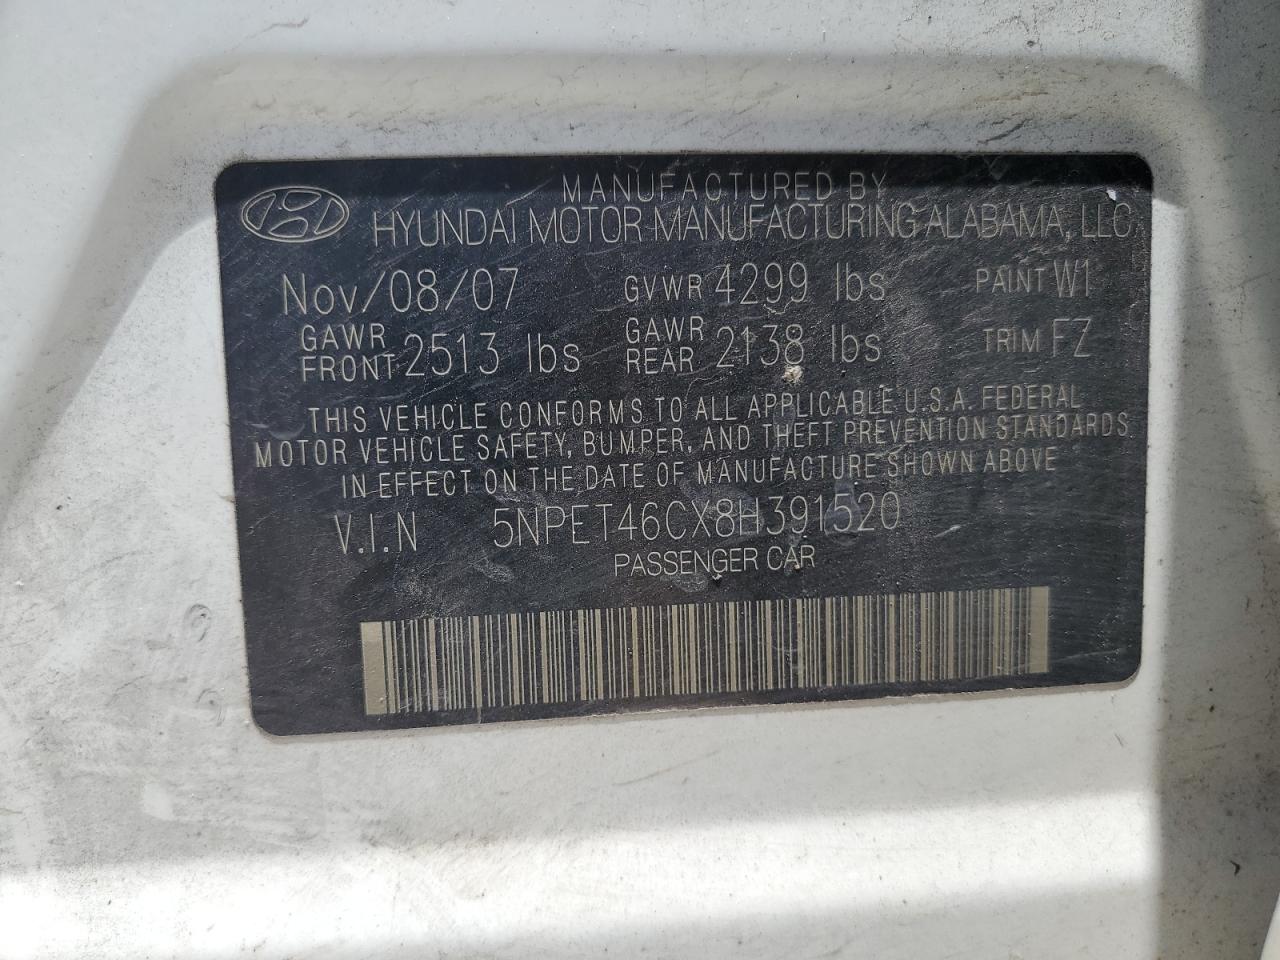 MANUFACTURED BY
HYUNDAI MOTOR MANUFACTURING ALABAMA, LLC
Nov/08/07 GVWR 4299 lbs PAINT W1
GAWR FRONT 2513 lbs GAWR REAR 2138 lbs TRIM FZ
THIS VEHICLE CONFORMS TO ALL APPLICABLE U.S.A. FEDERAL
MOTOR VEHICLE SAFETY, BUMPER, AND THEFT PREVENTION STANDARDS
IN EFFECT ON THE DATE OF MANUFACTURE SHOWN ABOVE
V.I.N 5NPET46CX8H391520
PASSENGER CAR